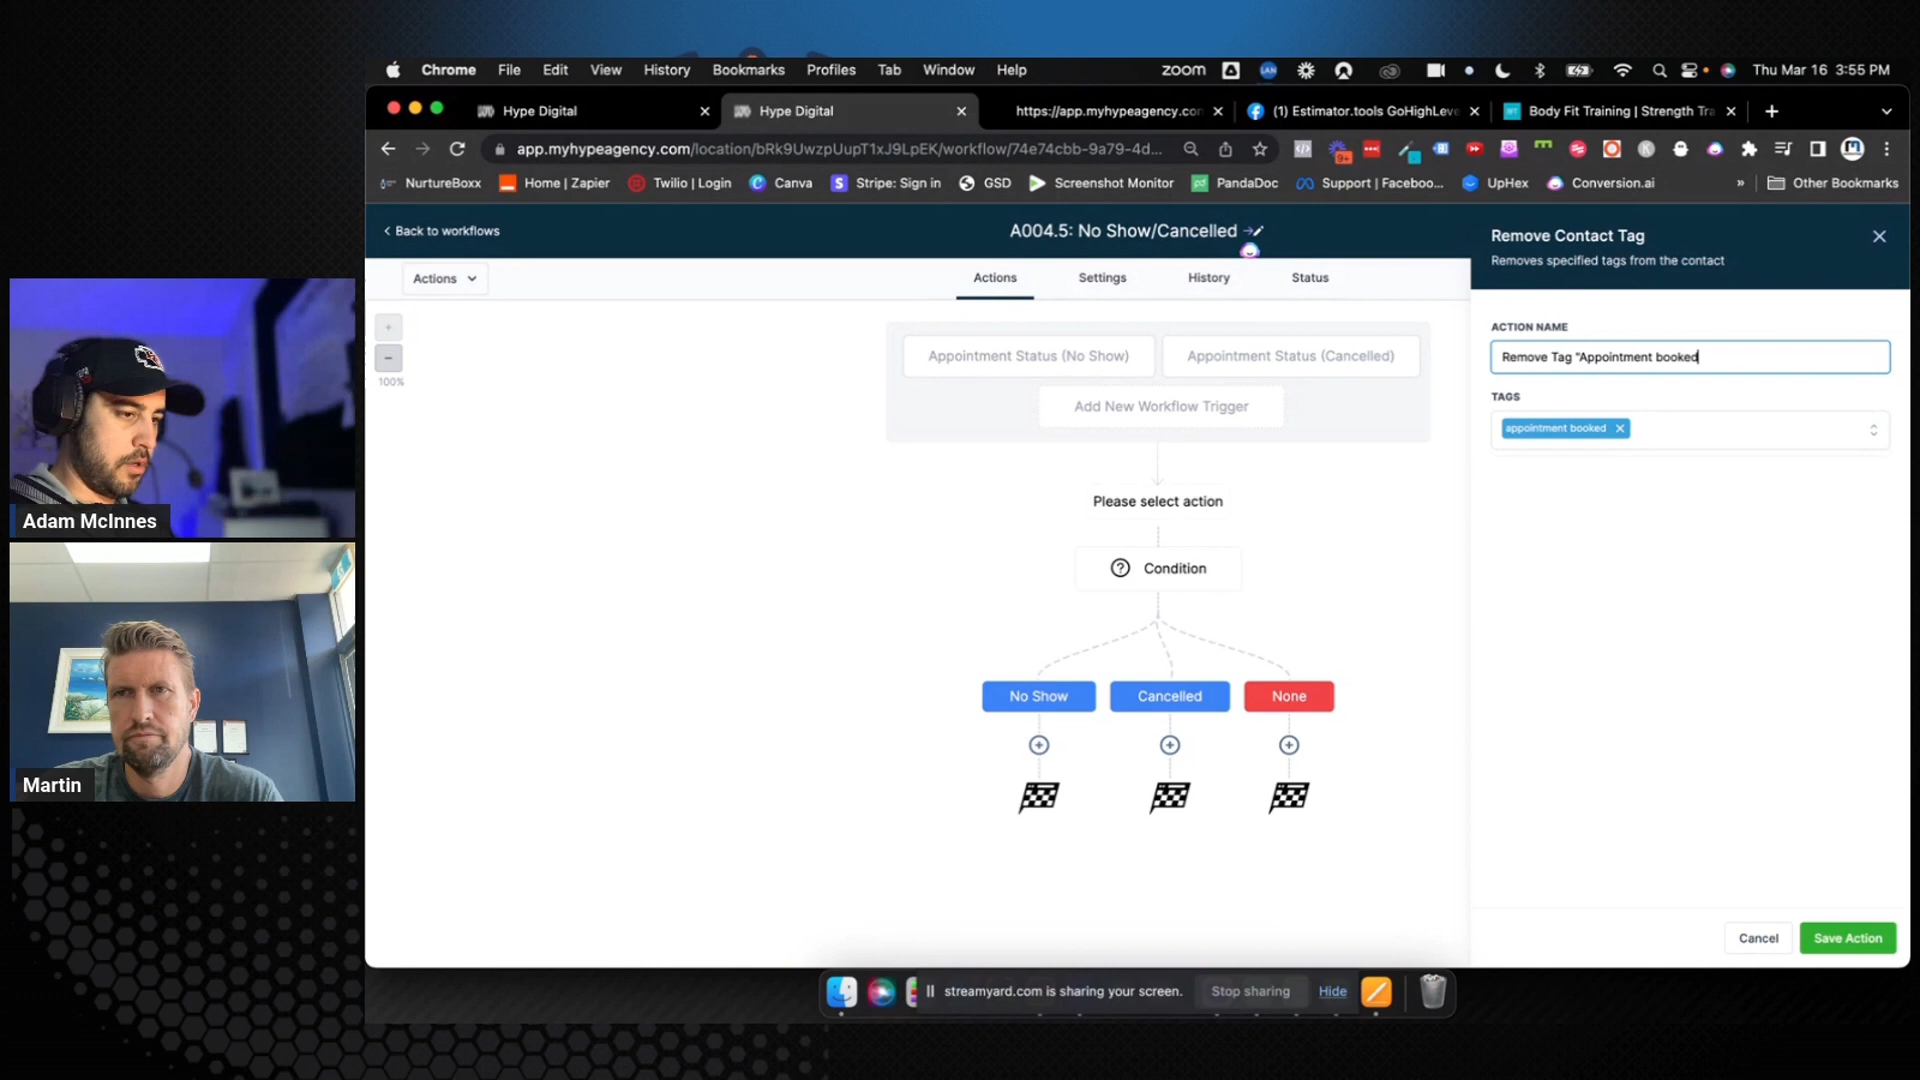 Chrome File Edit View History Bookmarks Profiles Tab Window Help
zoom LAN Thu Mar 16 3:55 PM
Hype Digital
Hype Digital
https://app.myhypeagency.con
(1) Estimator.tools GoHighLeve
Body Fit Training | Strength Tra
app.myhypeagency.com/location/bRk9UwzpUupT1xJ9LpEK/workflow/74e74cbb-9a79-4d...
9+
NurtureBoxx Home | Zapier Twilio | Login Canva Stripe: Sign in GSD Screenshot Monitor PandaDoc Support | Faceboo... UpHex Conversion.ai » Other Bookmarks
Back to workflows
A004.5: No Show/Cancelled
Actions
Actions Settings History Status
100%
Appointment Status (No Show)
Appointment Status (Cancelled)
Add New Workflow Trigger
Please select action
Condition
No Show
Cancelled
None
Remove Contact Tag
Removes specified tags from the contact
ACTION NAME
Remove Tag "Appointment booked
TAGS
appointment booked
Cancel
Save Action
streamyard.com is sharing your screen.
Stop sharing
Hide
Adam McInnes
Martin